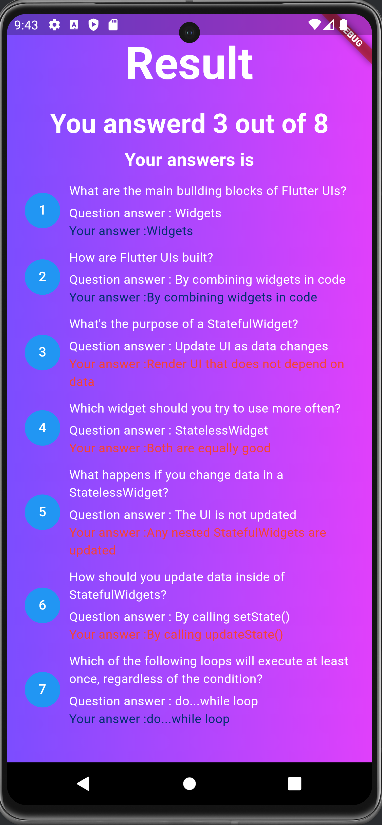 9:43
DEBUG
Result
You answerd 3 out of 8
Your answers is
1
What are the main building blocks of Flutter UIs?
Question answer : Widgets
Your answer :Widgets
2
How are Flutter UIs built?
Question answer : By combining widgets in code
Your answer :By combining widgets in code
3
What's the purpose of a StatefulWidget?
Question answer : Update UI as data changes
Your answer :Render UI that does not depend on
data
4
Which widget should you try to use more often?
Question answer : StatelessWidget
Your answer :Both are equally good
5
What happens if you change data in a
StatelessWidget?
Question answer : The UI is not updated
Your answer :Any nested StatefulWidgets are
updated
6
How should you update data inside of
StatefulWidgets?
Question answer : By calling setState()
Your answer :By calling updateState()
7
Which of the following loops will execute at least
once, regardless of the condition?
Question answer : do...while loop
Your answer :do...while loop